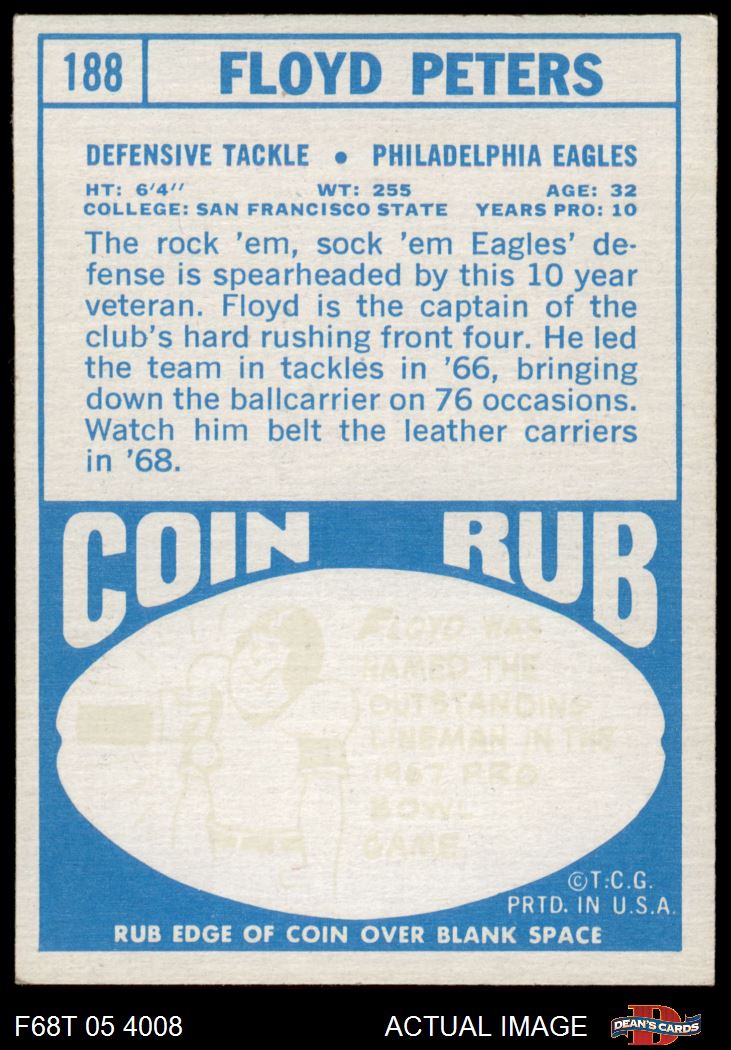 188 FLOYD PETERS
DEFENSIVE TACKLE • PHILADELPHIA EAGLES
HT: 6'4'' WT: 255 AGE: 32
COLLEGE: SAN FRANCISCO STATE YEARS PRO: 10
The rock 'em, sock 'em Eagles' de-
fense is spearheaded by this 10 year
veteran. Floyd is the captain of the
club's hard rushing front four. He led
the team in tackles in '66, bringing
down the ballcarrier on 76 occasions.
Watch him belt the leather carriers
in '68.
COIN RUB
FLOYD WAS
NAMED THE
OUTSTANDING
LINEMAN IN THE
1967 PRO
BOWL
GAME
©T.C.G.
PRTD. IN U.S.A.
RUB EDGE OF COIN OVER BLANK SPACE
F68T 05 4008 ACTUAL IMAGE DEAN'S CARDS